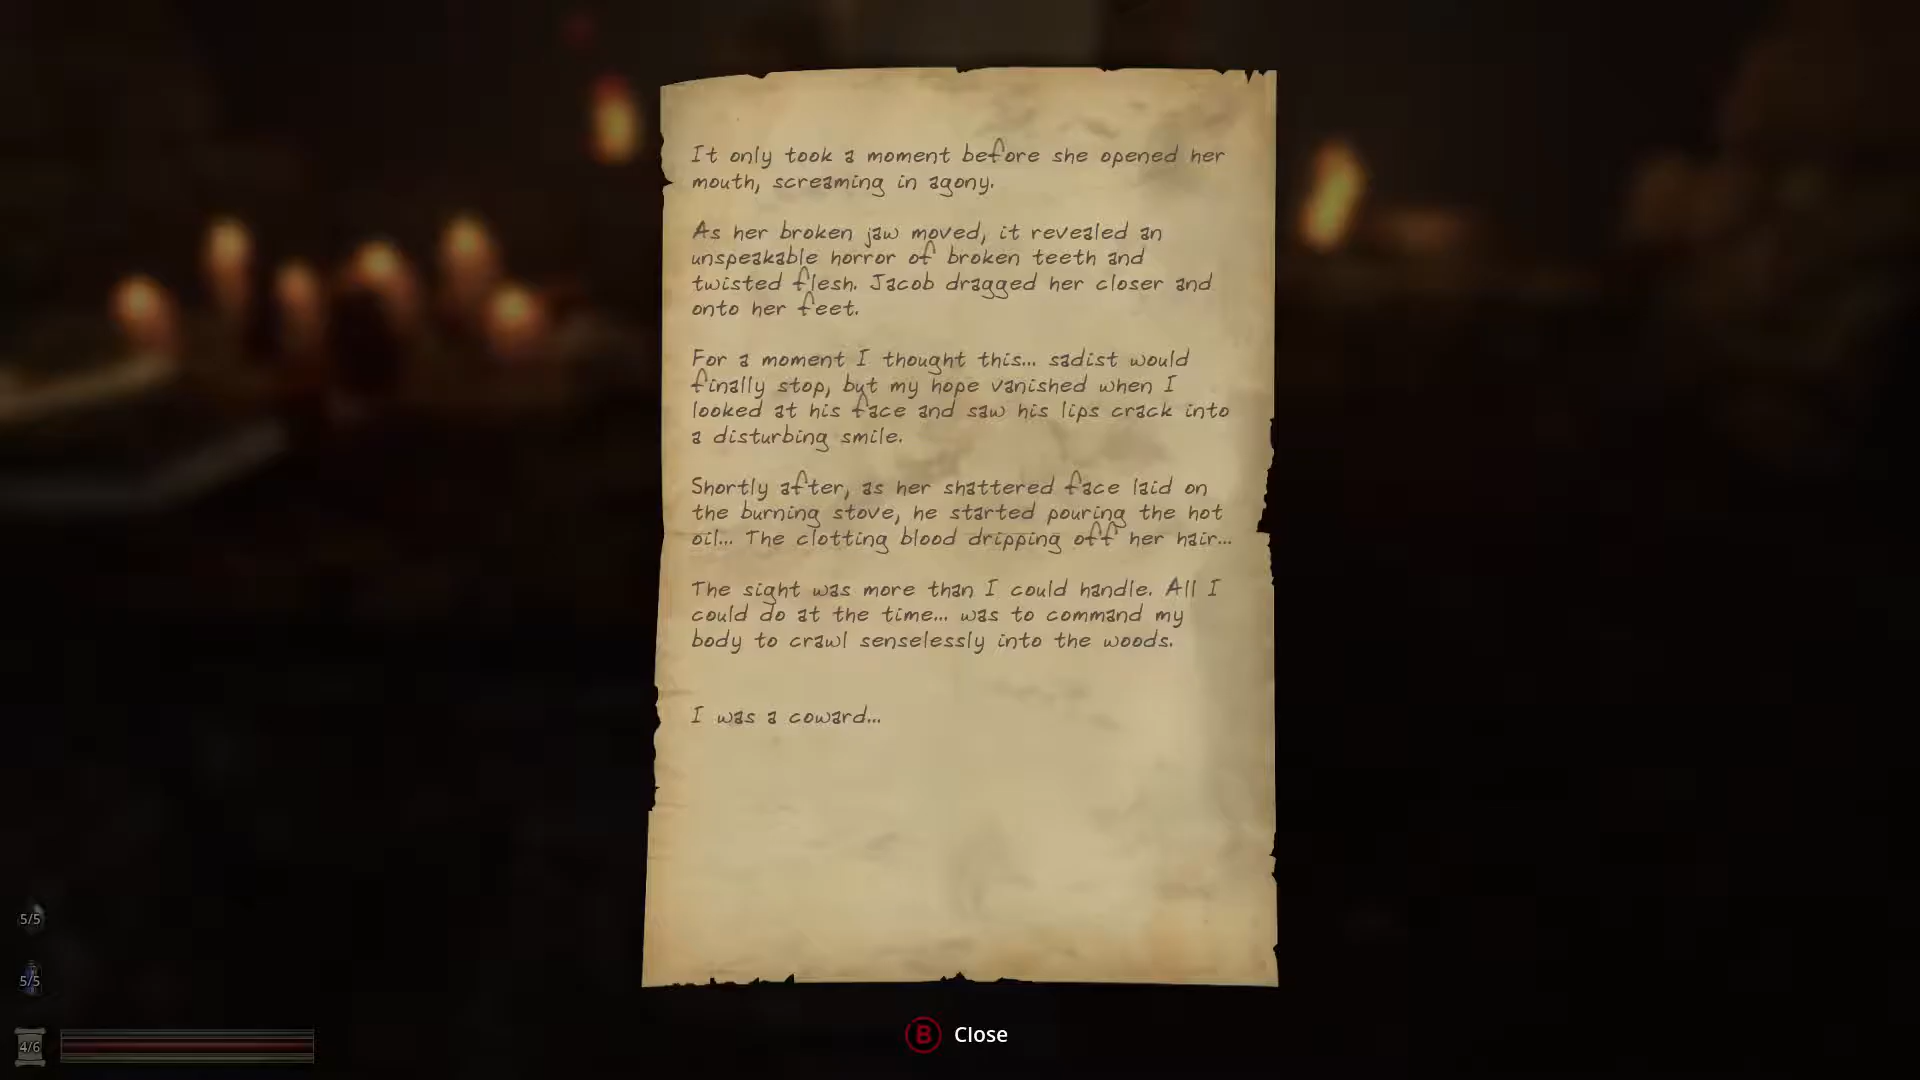 It only took a moment before she opened her
mouth, screaming in agony.
As her broken jaw moved, it revealed an
unspeakable horror of broken teeth and
twisted flesh. Jacob dragged her closer and
onto her feet.
For a moment I thought this... sadist would
finally stop, but my hope vanished when I
looked at his face and saw his lips crack into
a disturbing smile.
Shortly after, as her shattered face laid on
the burning stove, he started pouring the hot
oil... The clotting blood dripping off her hair...
The sight was more than I could handle. All I
could do at the time... was to command my
body to crawl senselessly into the woods.
I was a coward...
5/5
5/5
4/6
B Close